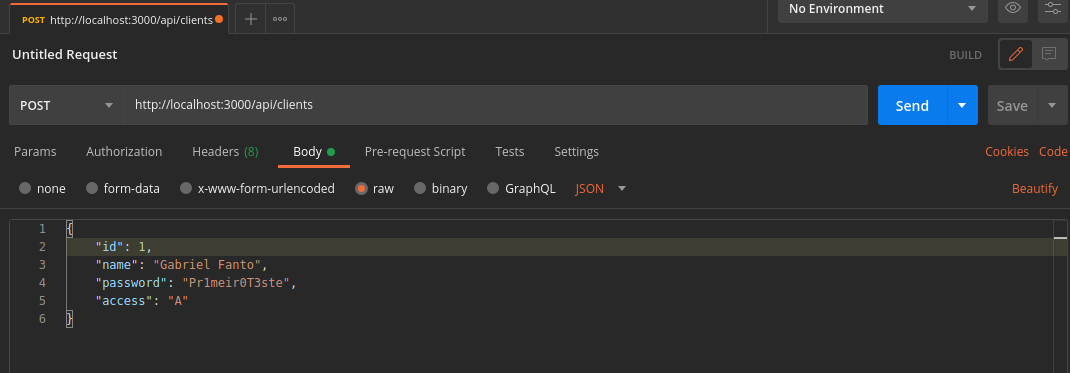 POST http://localhost:3000/api/clients
No Environment
Untitled Request
BUILD
POST http://localhost:3000/api/clients Send Save
Params Authorization Headers (8) Body Pre-request Script Tests Settings Cookies Code
none form-data x-www-form-urlencoded raw binary GraphQL JSON Beautify
1 {
2 "id": 1,
3 "name": "Gabriel Fanto",
4 "password": "Pr1meir0T3ste",
5 "access": "A"
6 }